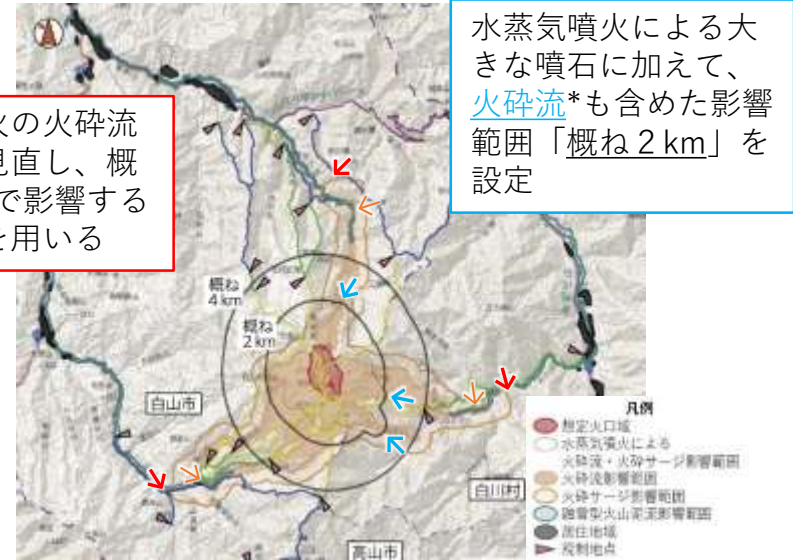 水蒸気噴火による大
きな噴石に加えて、
火砕流*も含めた影響
範囲「概ね２km」を
設定
火の火砕流
見直し、概
で影響する
を用いる
概ね
4km
概ね
2km
白山市
白川村
高山市
凡例
想定火口域
水蒸気噴火による
火砕流・火砕サージ影響範囲
火砕流影響範囲
火砕サージ影響範囲
融雪型火山泥流影響範囲
居住地域
規制地点